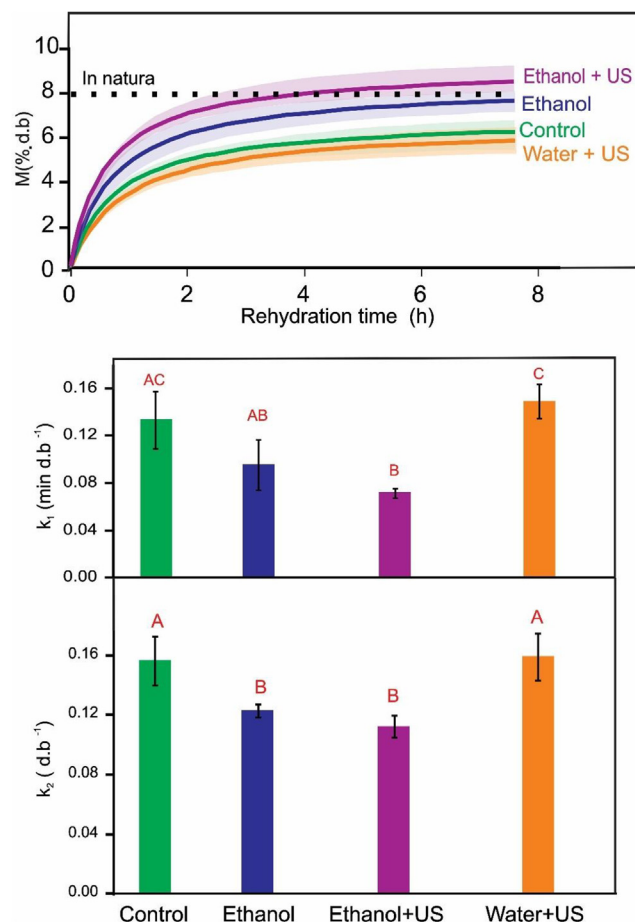 10
8
6
4
2
0
M(%. d.b)
In natura
Ethanol + US
Ethanol
Control
Water + US
0 2 4 6 8
Rehydration time (h)
0.16
0.12
0.08
0.04
0.00
k₁ (min d.b ⁻¹)
AC
AB
B
C
0.16
0.12
0.08
0.04
0.00
k₂ ( d.b⁻¹)
A
B
B
A
Control Ethanol Ethanol+US Water+US